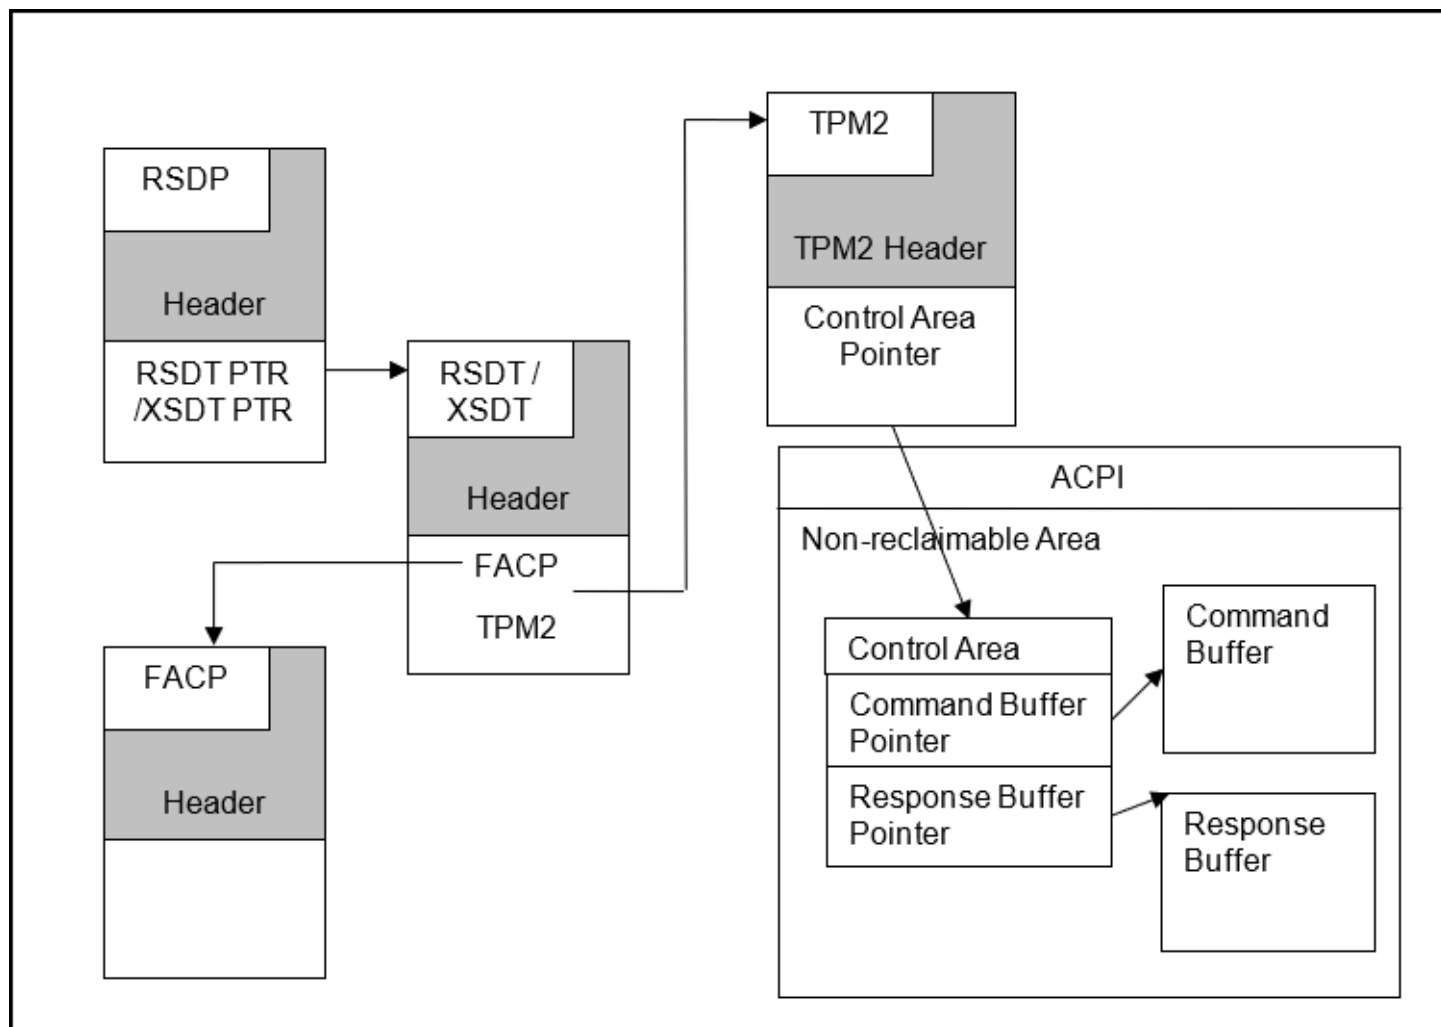 RSDP
Header
RSDT PTR
/XSDT PTR
RSDT /
XSDT
Header
FACP
TPM2
FACP
Header
TPM2
TPM2 Header
Control Area
Pointer
ACPI
Non-reclaimable Area
Control Area
Command Buffer
Pointer
Response Buffer
Pointer
Command
Buffer
Response
Buffer